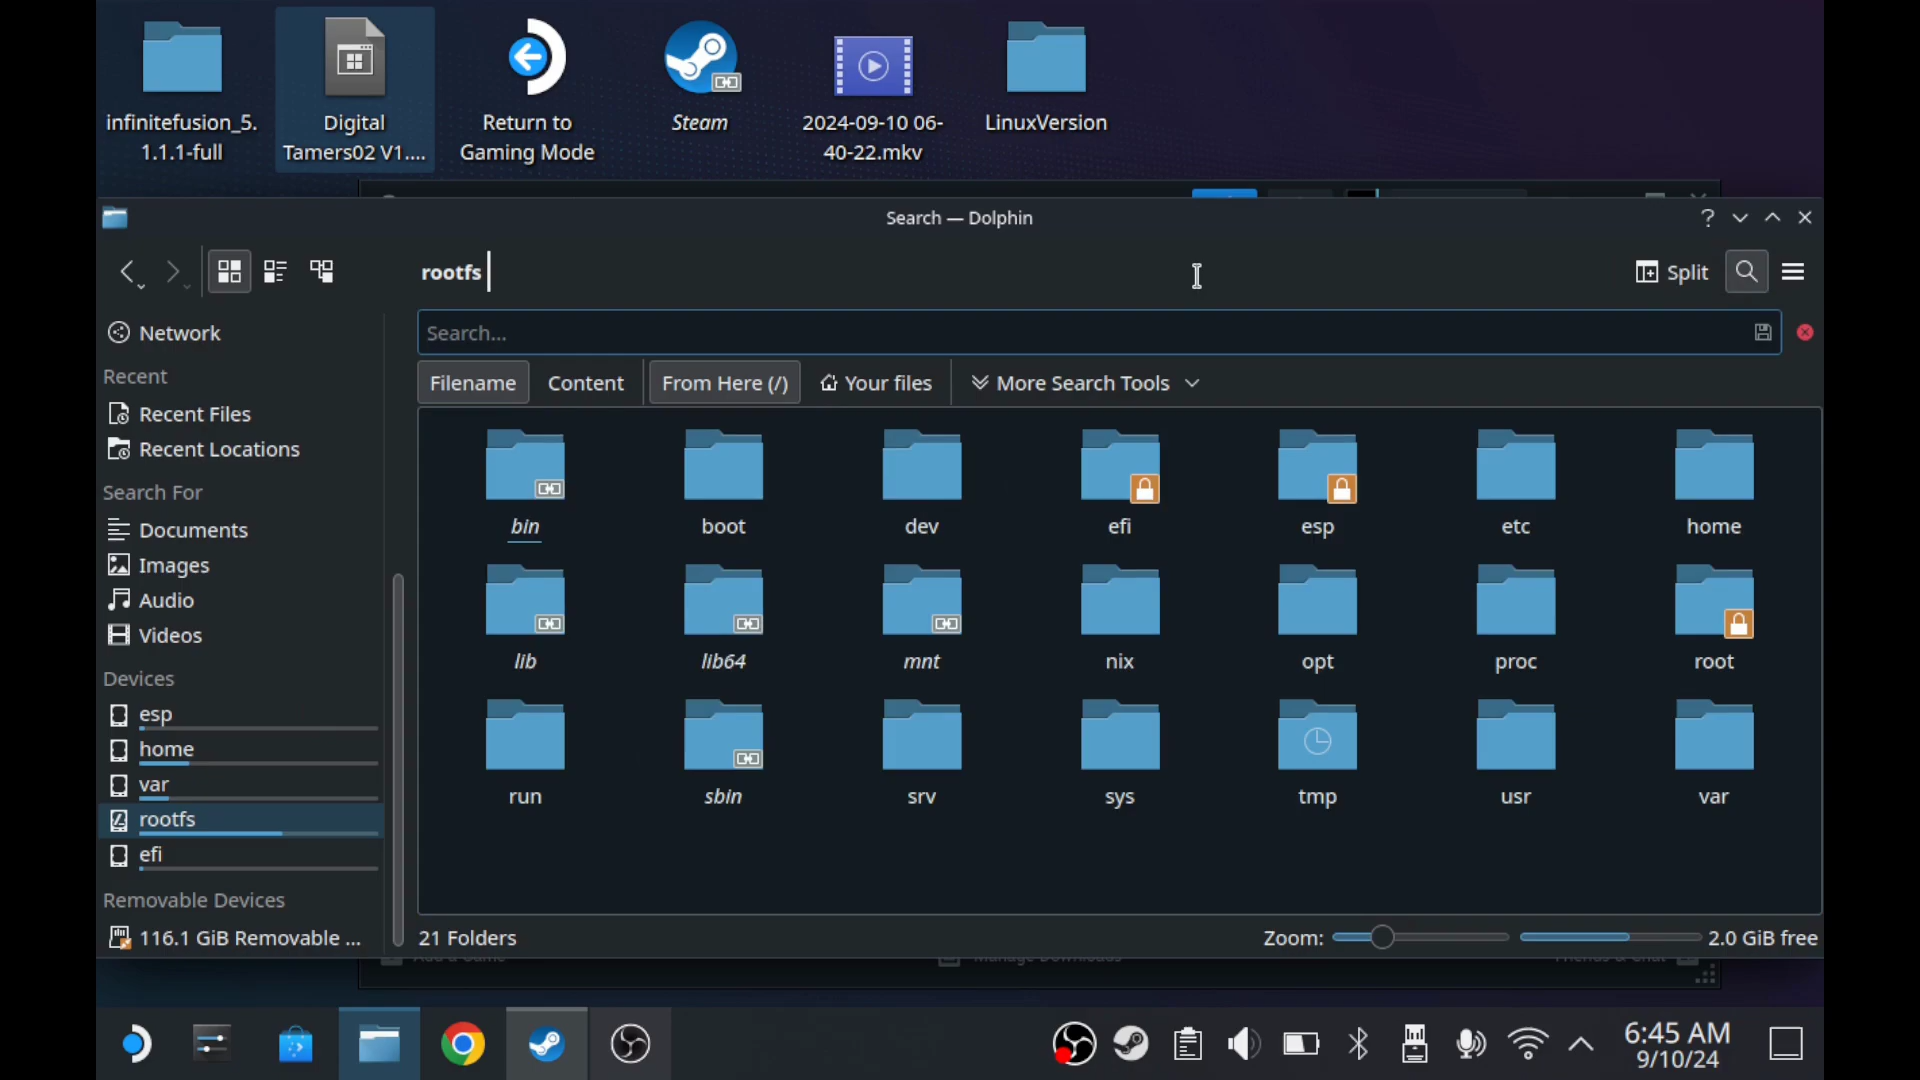 infinitefusion_5.
1.1.1-full
Digital
Tamers02 V1....
Return to
Gaming Mode
Steam
2024-09-10 06-
40-22.mkv
LinuxVersion
Search — Dolphin
rootfs
Split
Search...
Filename
Content
From Here (/)
Your files
More Search Tools
Network
Recent
Recent Files
Recent Locations
Search For
Documents
Images
Audio
Videos
Devices
esp
home
var
rootfs
efi
Removable Devices
116.1 GiB Removable ...
bin
boot
dev
efi
esp
etc
home
lib
lib64
mnt
nix
opt
proc
root
run
sbin
srv
sys
tmp
usr
var
21 Folders
Zoom:
2.0 GiB free
Manage Downloads
6:45 AM
9/10/24